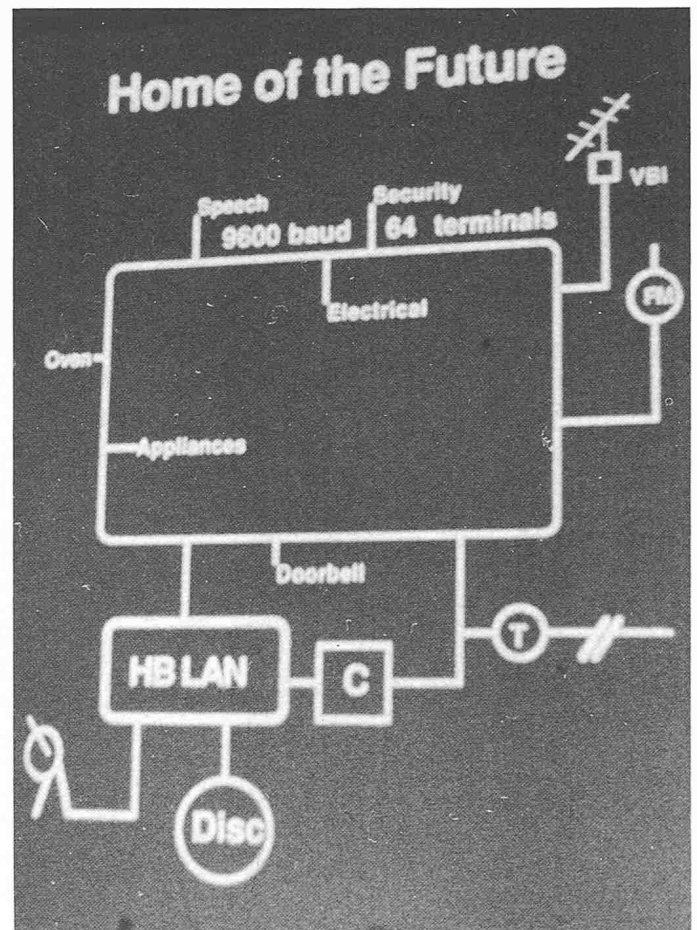 Home of the Future
VBI
Speech
Security
9600 baud
64 terminals
FM
Electrical
Oven
Appliances
Doorbell
T
HB LAN
C
Disc